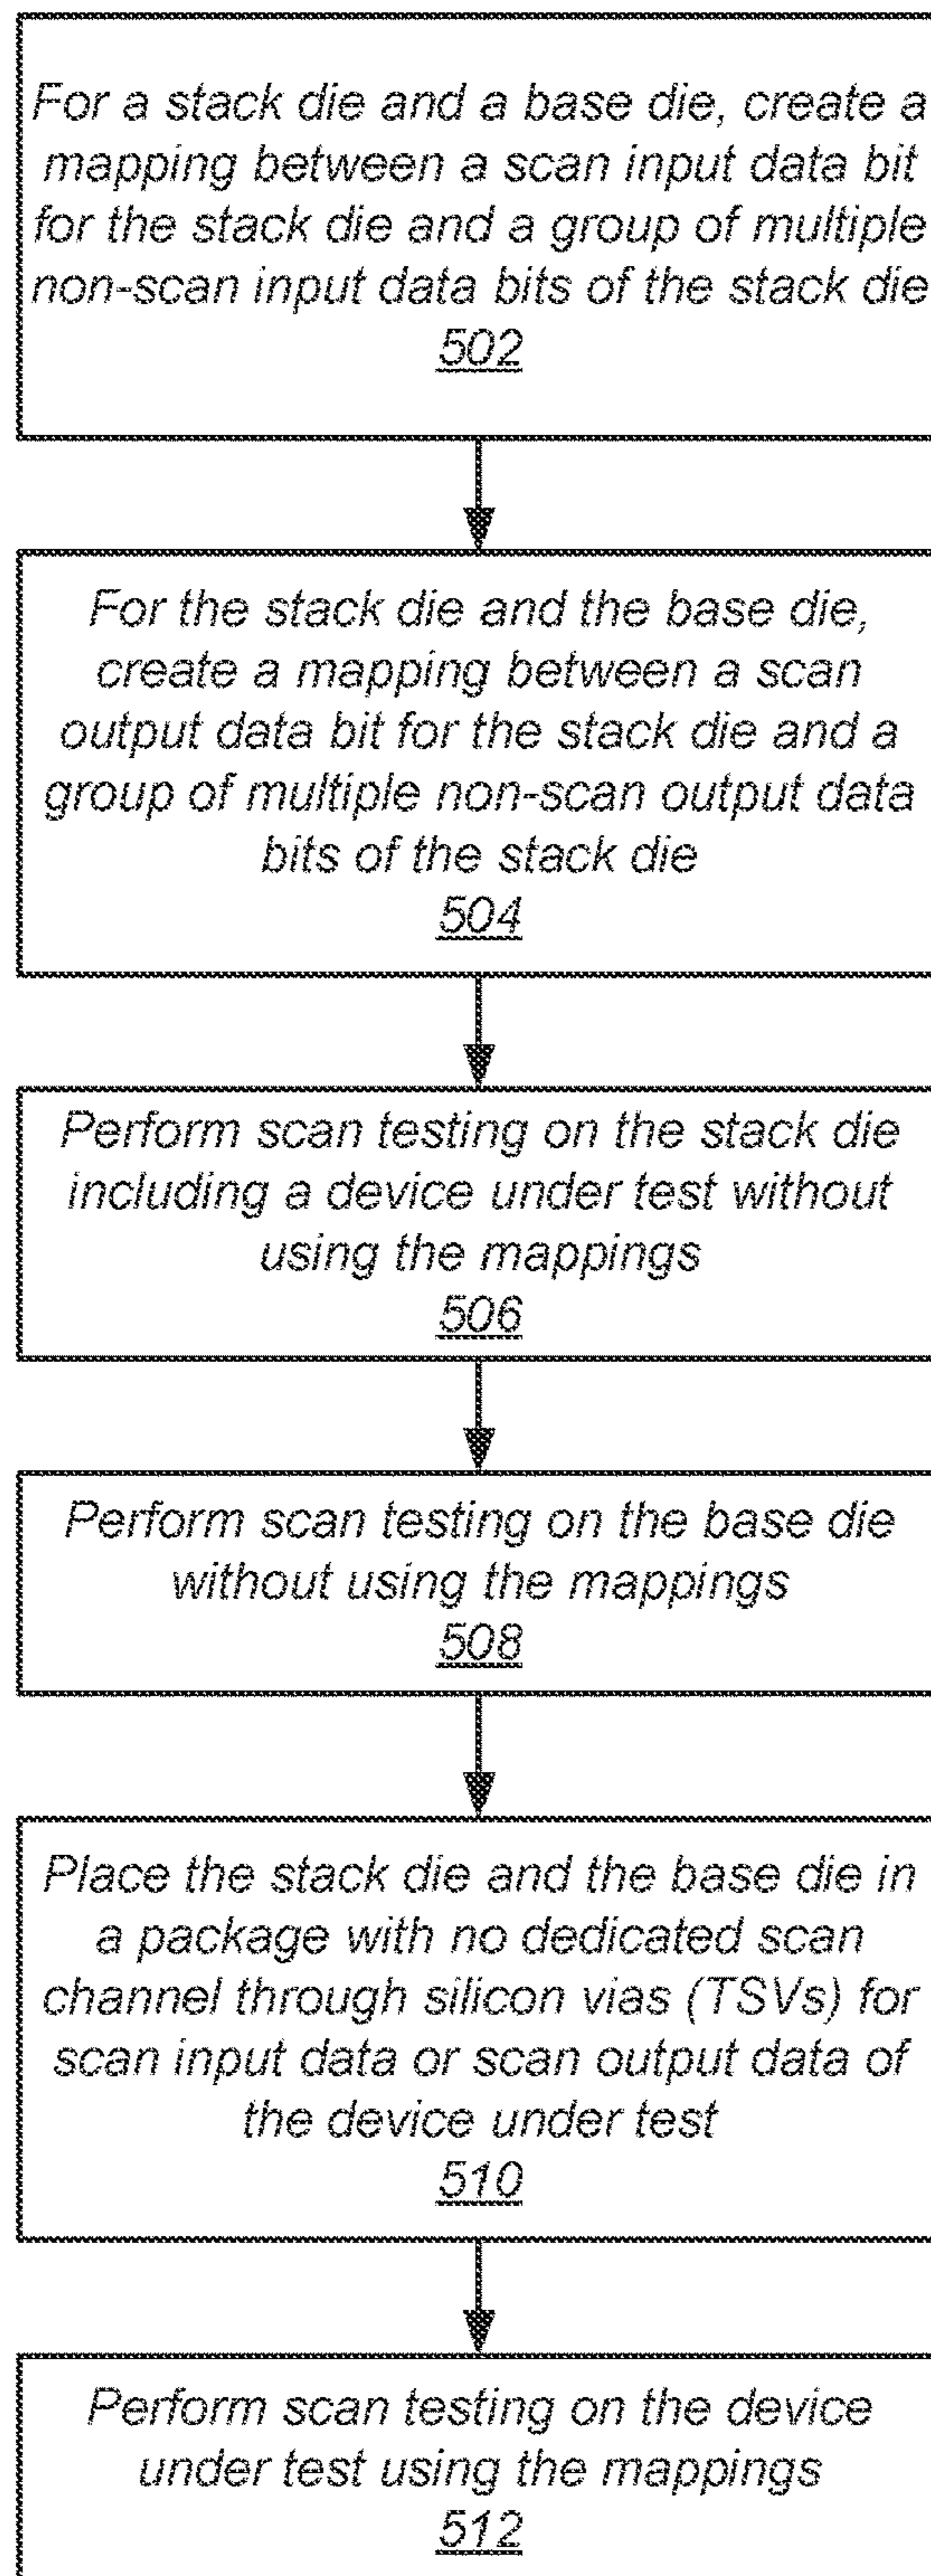 For a stack die and a base die, create a
mapping between a scan input data bit
for the stack die and a group of multiple
non-scan input data bits of the stack die
502
For the stack die and the base die,
create a mapping between a scan
output data bit for the stack die and a
group of multiple non-scan output data
bits of the stack die
504
Perform scan testing on the stack die
including a device under test without
using the mappings
506
Perform scan testing on the base die
without using the mappings
508
Place the stack die and the base die in
a package with no dedicated scan
channel through silicon vias (TSVs) for
scan input data or scan output data of
the device under test
510
Perform scan testing on the device
under test using the mappings
512